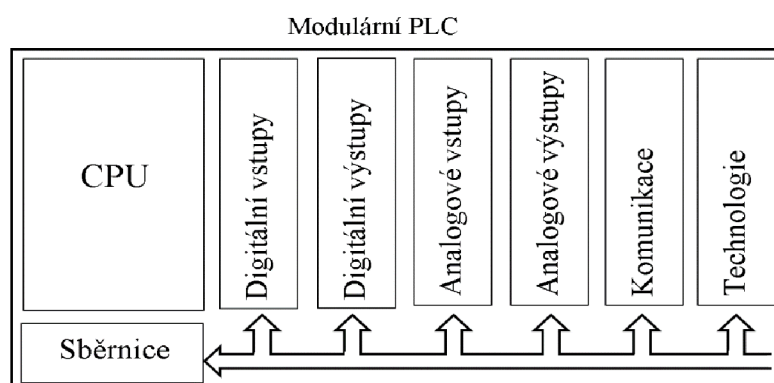 Modulární PLC
CPU
Digitální vstupy
Digitální výstupy
Analogové vstupy
Analogové výstupy
Komunikace
Technologie
Sběrnice